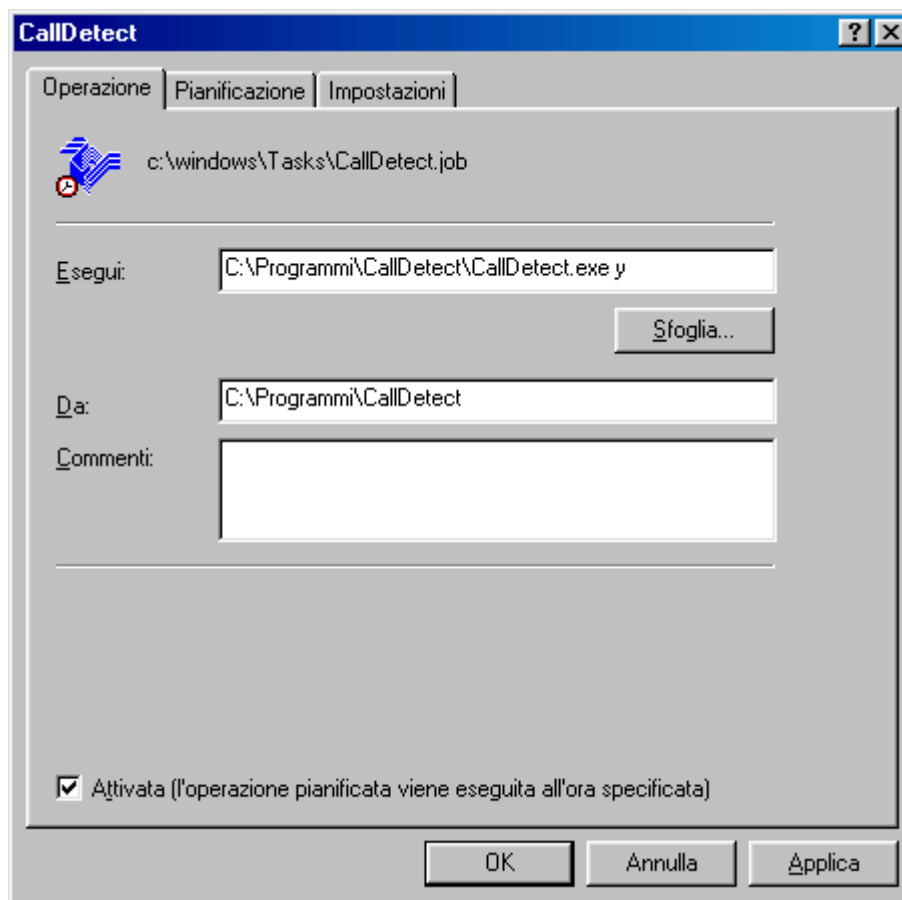 CallDetect
Operazione Pianificazione Impostazioni
c:\windows\Tasks\CallDetect.job
Esegui: C:\Programmi\CallDetect\CallDetect.exe y
Sfoglia...
Da: C:\Programmi\CallDetect
Commenti:
Attivata (l'operazione pianificata viene eseguita all'ora specificata)
OK Annulla Applica